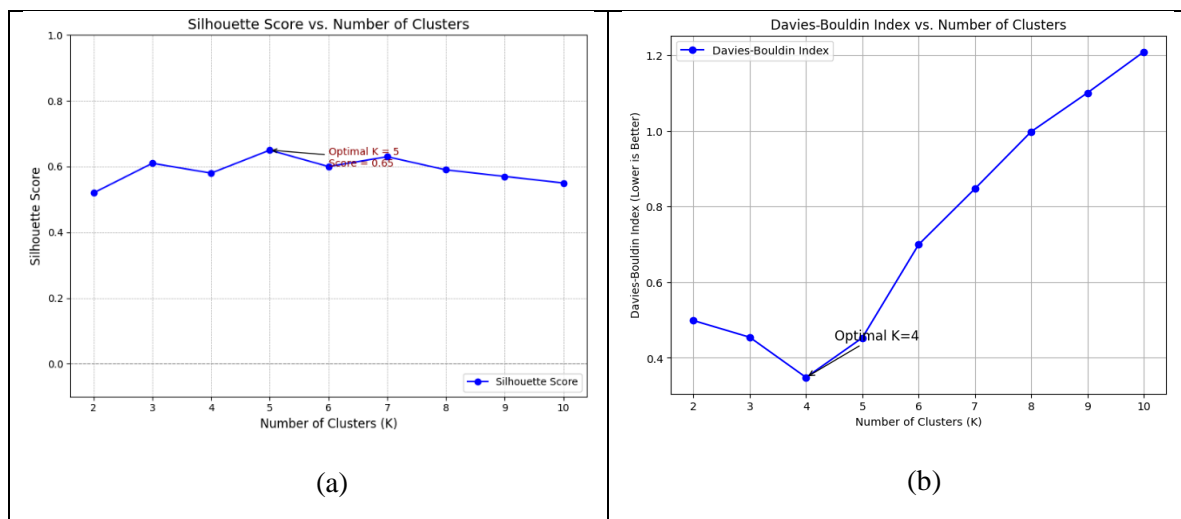 Silhouette Score vs. Number of Clusters
1.0
0.8
0.6
0.4
0.2
0.0
Silhouette Score
Optimal K = 5
Score = 0.65
Silhouette Score
2 3 4 5 6 7 8 9 10
Number of Clusters (K)
(a)
Davies-Bouldin Index vs. Number of Clusters
Davies-Bouldin Index
1.2
1.0
0.8
0.6
0.4
Davies-Bouldin Index (Lower is Better)
Optimal K=4
2 3 4 5 6 7 8 9 10
Number of Clusters (K)
(b)